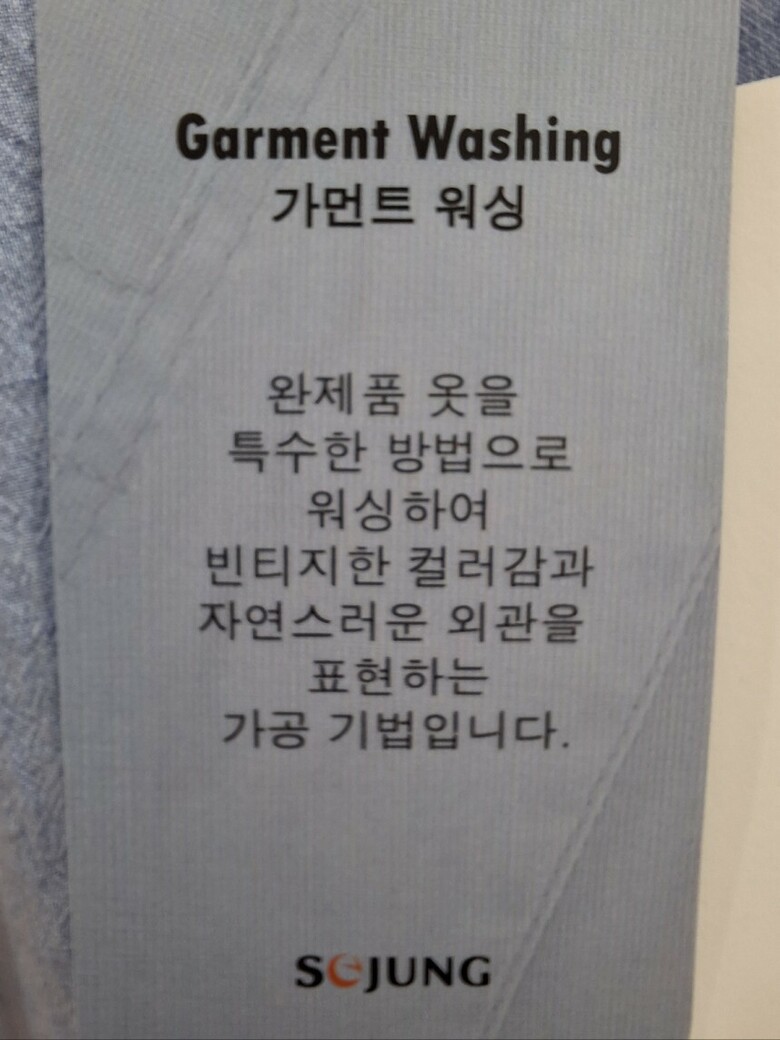 Garment Washing
가먼트 워싱
완제품 옷을
특수한 방법으로
워싱하여
빈티지한 컬러감과
자연스러운 외관을
표현하는
가공 기법입니다.
SeJUNG